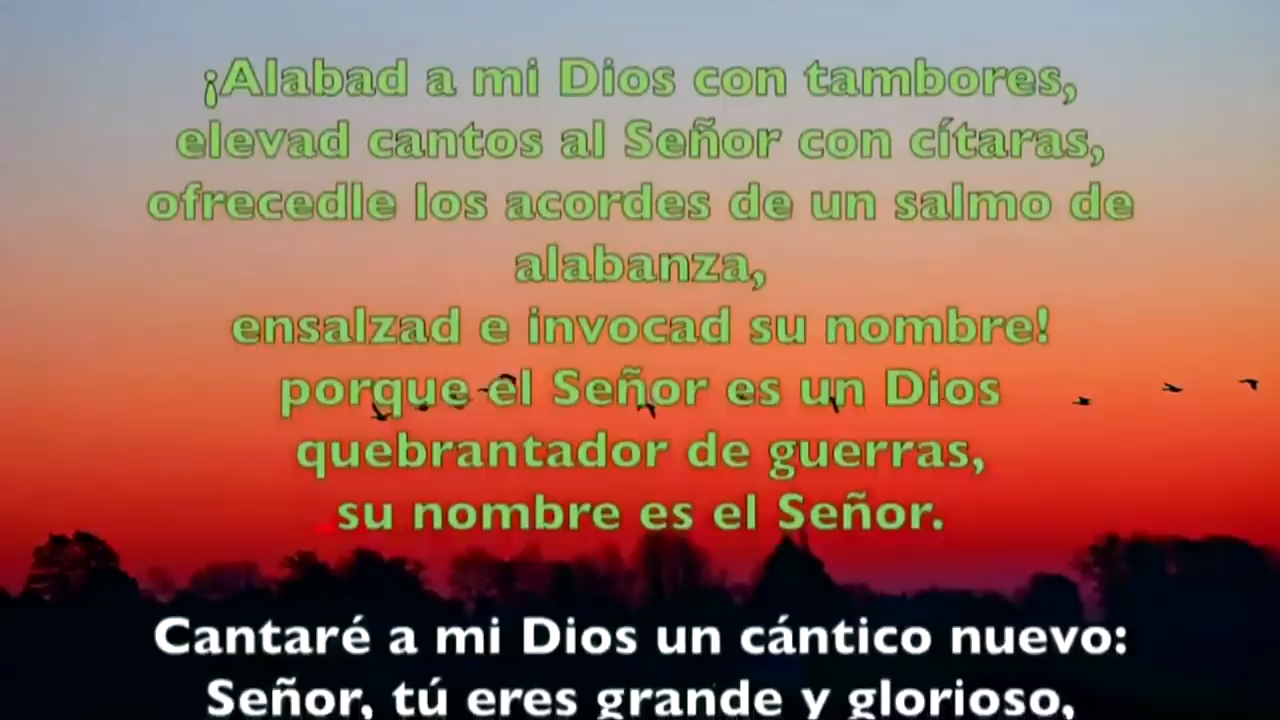 ¡Alabad a mi Dios con tambores,
elevad cantos al Señor con cítaras,
ofrecedle los acordes de un salmo de
alabanza,
ensalzad e invocad su nombre!
porque el Señor es un Dios
quebrantador de guerras,
su nombre es el Señor.
Cantaré a mi Dios un cántico nuevo:
Señor, tú eres grande y glorioso,